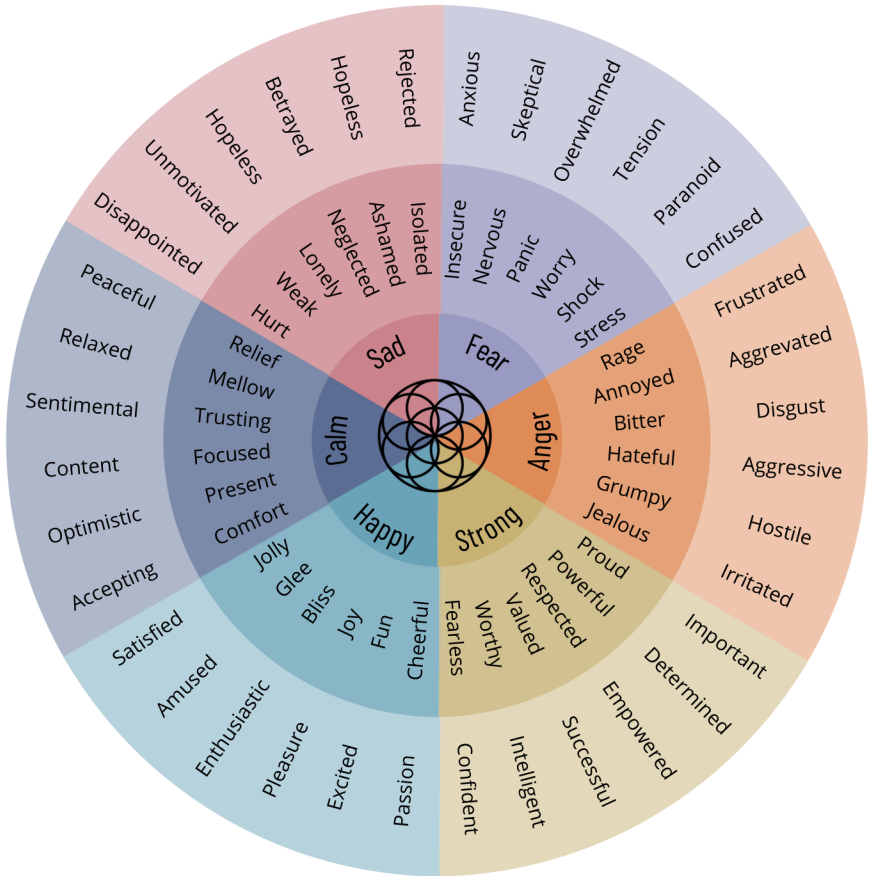 Sad
Fear
Anger
Strong
Happy
Calm
Hurt
Weak
Lonely
Neglected
Ashamed
Isolated
Insecure
Nervous
Panic
Worry
Shock
Stress
Rage
Annoyed
Bitter
Hateful
Grumpy
Jealous
Proud
Powerful
Respected
Valued
Worthy
Fearless
Cheerful
Fun
Joy
Bliss
Glee
Jolly
Comfort
Present
Focused
Trusting
Mellow
Relief
Disappointed
Unmotivated
Hopeless
Betrayed
Hopeless
Rejected
Anxious
Skeptical
Overwhelmed
Tension
Paranoid
Confused
Frustrated
Aggrevated
Disgust
Aggressive
Hostile
Irritated
Important
Determined
Empowered
Successful
Intelligent
Confident
Passion
Excited
Pleasure
Enthusiastic
Amused
Satisfied
Accepting
Optimistic
Content
Sentimental
Relaxed
Peaceful